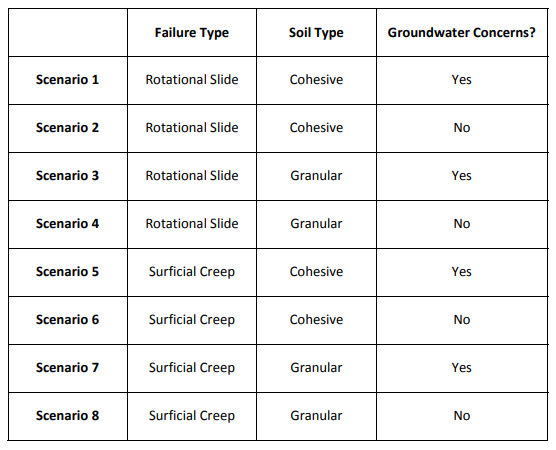 Failure Type Soil Type Groundwater Concerns?
Scenario 1 Rotational Slide Cohesive Yes
Scenario 2 Rotational Slide Cohesive No
Scenario 3 Rotational Slide Granular Yes
Scenario 4 Rotational Slide Granular No
Scenario 5 Surficial Creep Cohesive Yes
Scenario 6 Surficial Creep Cohesive No
Scenario 7 Surficial Creep Granular Yes
Scenario 8 Surficial Creep Granular No